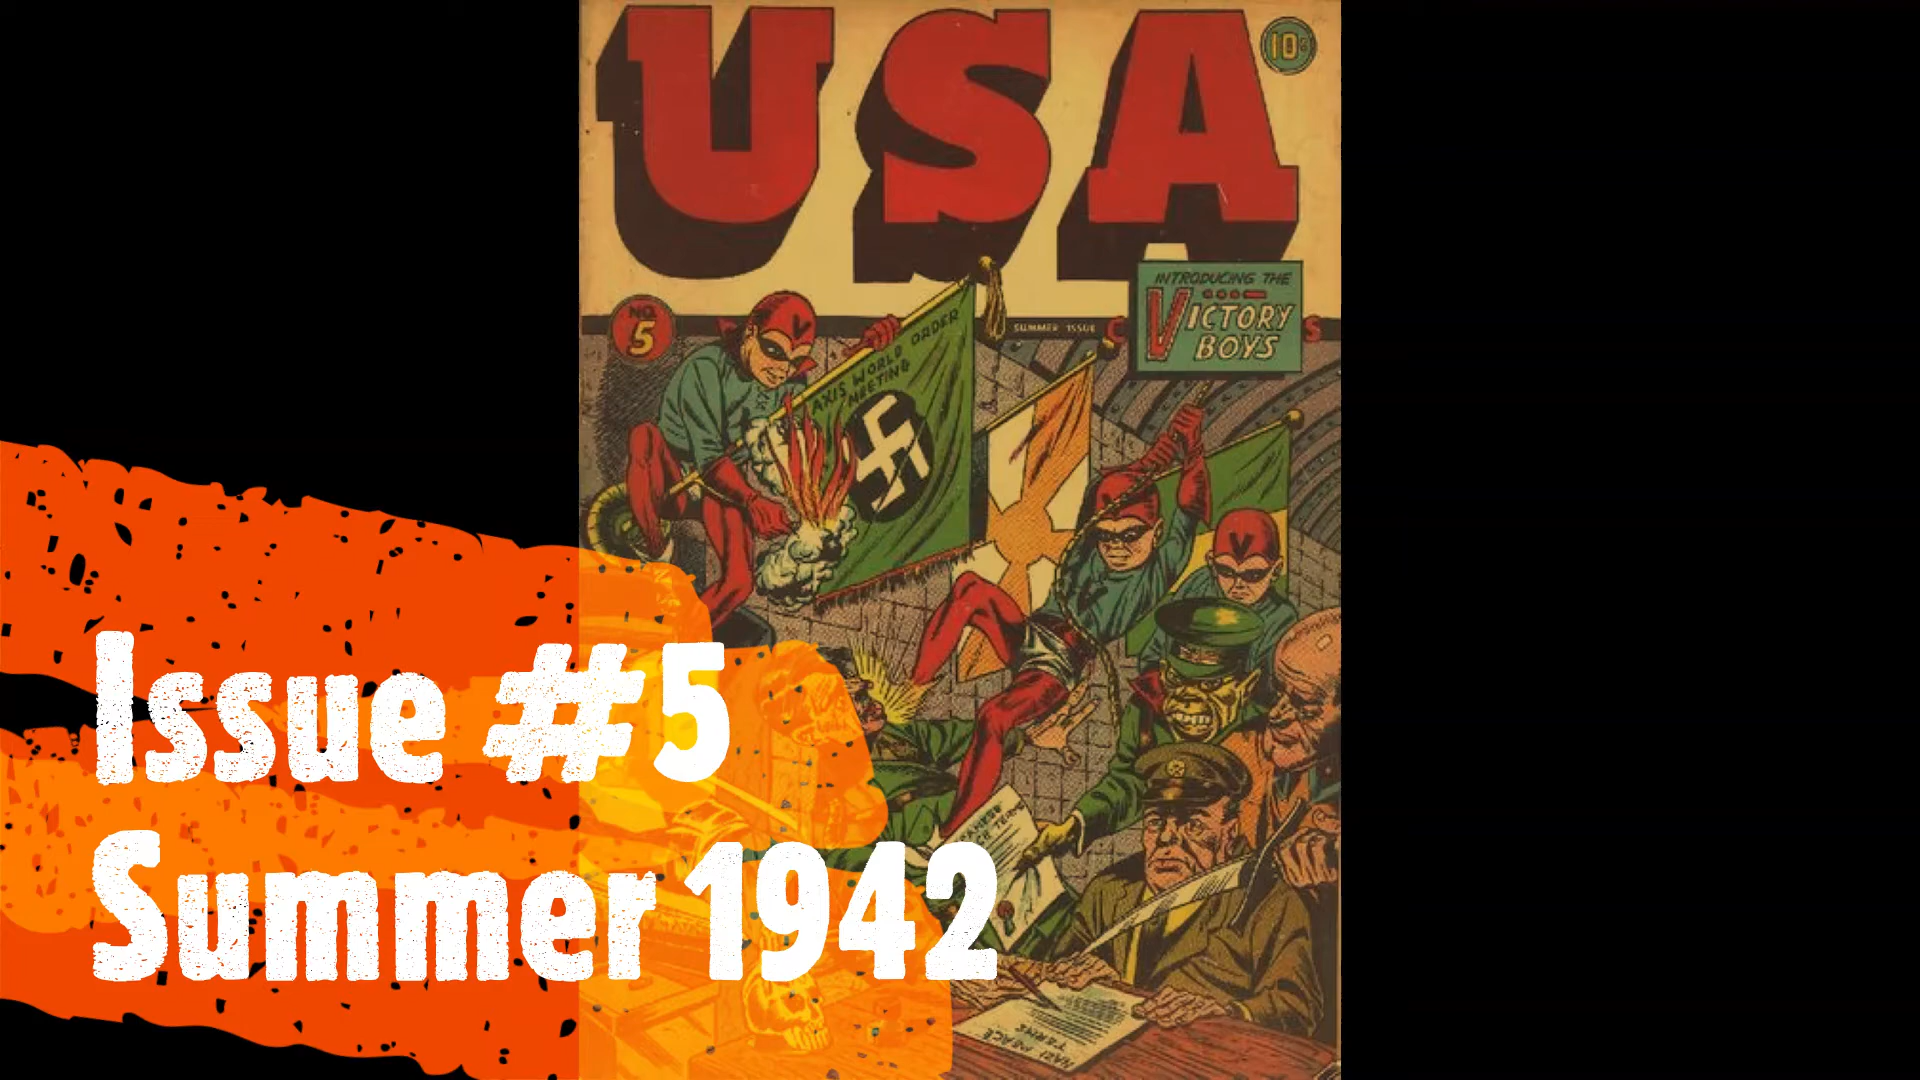 USA
10¢
INTRODUCING THE
VICTORY
BOYS
NO.
5
SUMMER ISSUE
C
S
AXIS WORLD ORDER
MEETING
V
V
Issue #5
Summer 1942
NAZI PEACE
TERMS